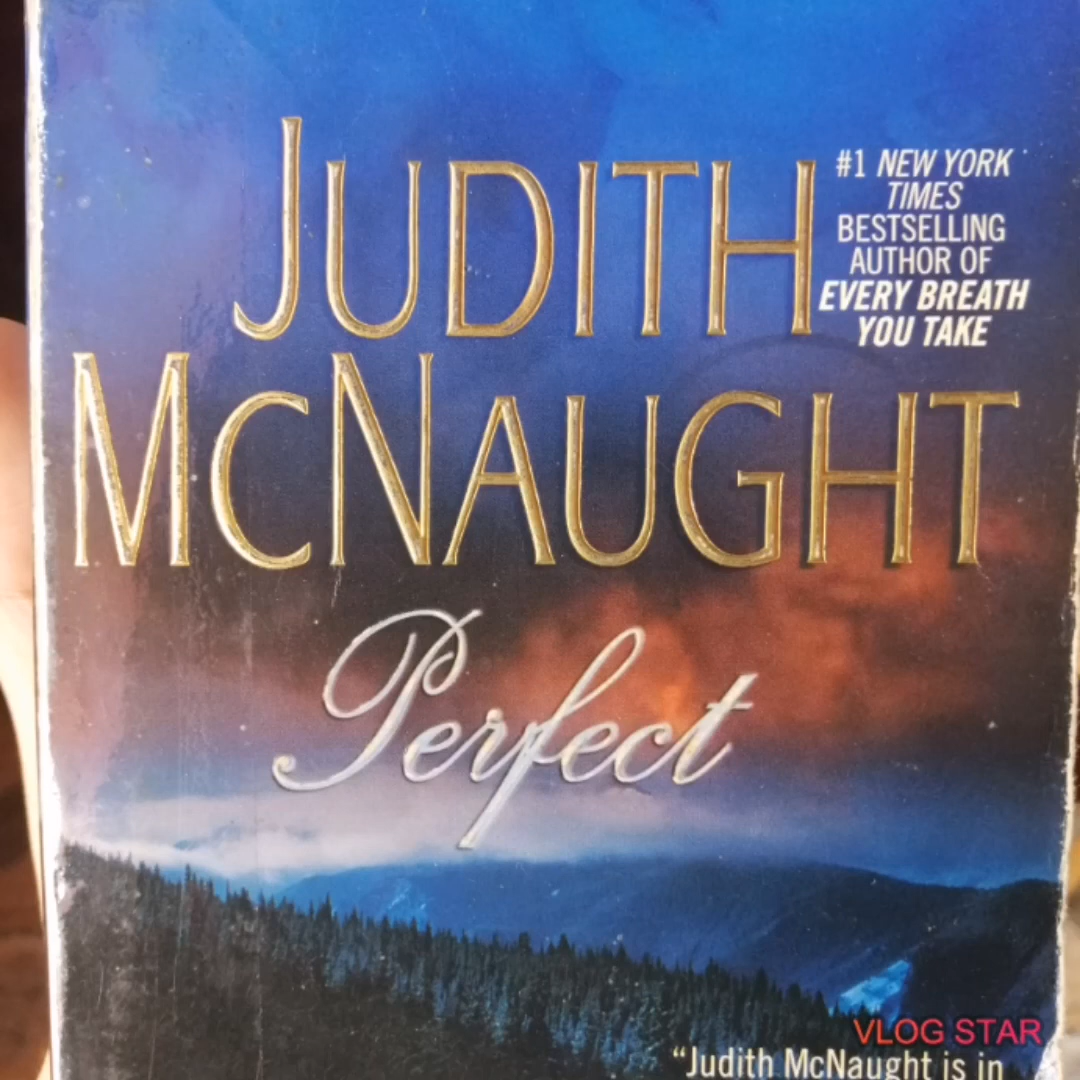 JUDITH
MCNAUGHT
#1 NEW YORK
TIMES
BESTSELLING
AUTHOR OF
EVERY BREATH
YOU TAKE
Perfect
VLOG STAR
“Judith McNaught is in